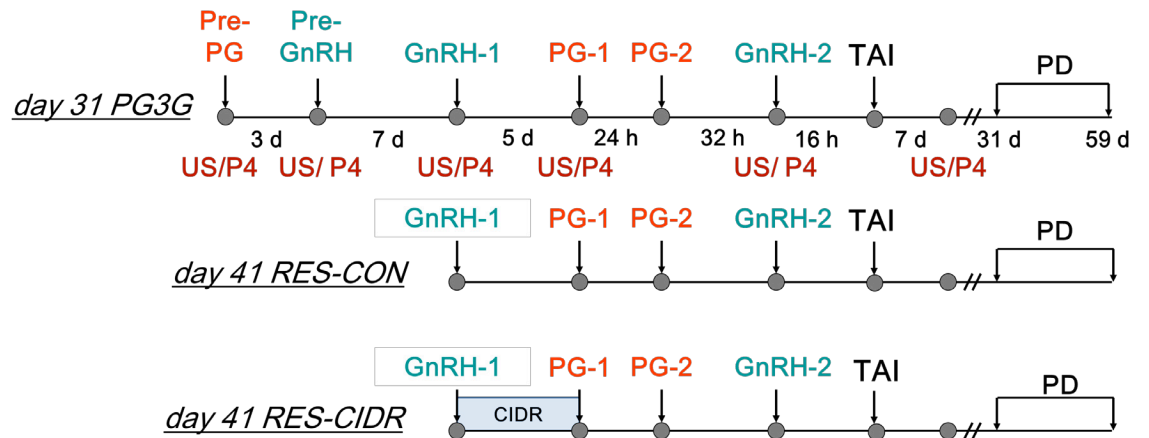 Pre-PG Pre-GnRH GnRH-1 PG-1 PG-2 GnRH-2 TAI PD
day 31 PG3G
3 d 7 d 5 d 24 h 32 h 16 h 7 d 31 d 59 d
US/P4 US/ P4 US/P4 US/P4 US/ P4 US/P4
GnRH-1 PG-1 PG-2 GnRH-2 TAI PD
day 41 RES-CON
GnRH-1 PG-1 PG-2 GnRH-2 TAI PD
CIDR
day 41 RES-CIDR